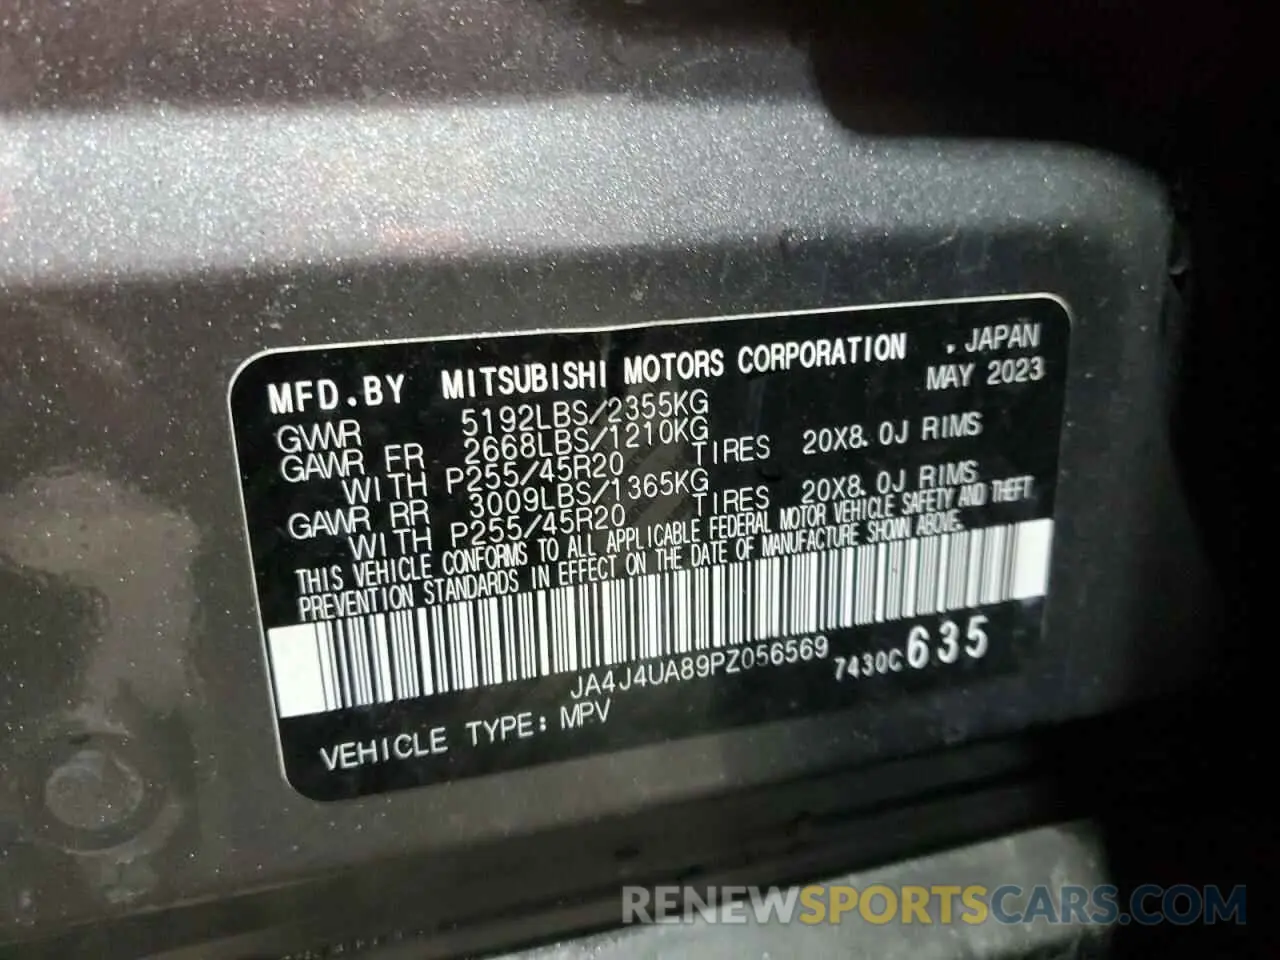 MFD.BY MITSUBISHI MOTORS CORPORATION , JAPAN
MAY 2023
GVWR 5192LBS/2355KG
GAWR FR 2668LBS/1210KG
WITH P255/45R20 TIRES 20X8.0J RIMS
GAWR RR 3009LBS/1365KG
WITH P255/45R20 TIRES 20X8.0J RIMS
THIS VEHICLE CONFORMS TO ALL APPLICABLE FEDERAL MOTOR VEHICLE SAFETY AND THEFT
PREVENTION STANDARDS IN EFFECT ON THE DATE OF MANUFACTURE SHOWN ABOVE.
JA4J4UA89PZ056569 7430C635
VEHICLE TYPE: MPV
RENEWSPORTSCARS.COM